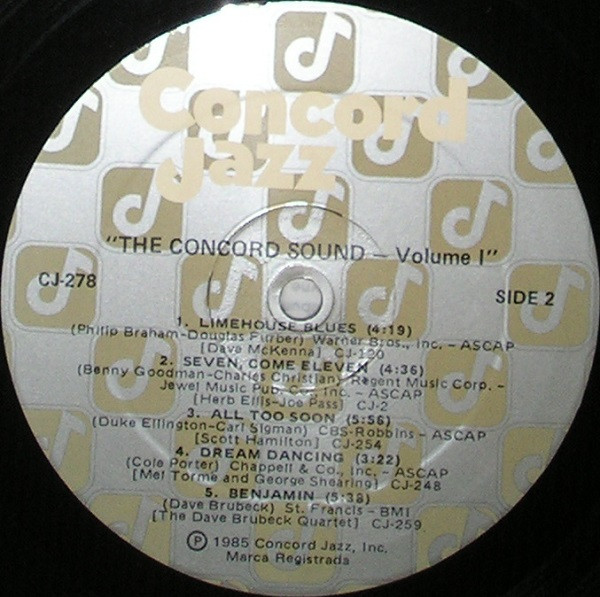 Concord
Jazz
"THE CONCORD SOUND – Volume I"
CJ-278
SIDE 2
1. LIMEHOUSE BLUES (4:19)
(Philip Braham-Douglas Furber) Warner Bros., Inc. – ASCAP
[Dave McKenna] CJ-120
2. SEVEN, COME ELEVEN (4:36)
(Benny Goodman-Charles Christian) Regent Music Corp. –
Jewel Music Pub. Co., Inc. – ASCAP
[Herb Ellis-Joe Pass] CJ-2
3. ALL TOO SOON (5:56)
(Duke Ellington-Carl Sigman) CBS-Robbins – ASCAP
[Scott Hamilton] CJ-254
4. DREAM DANCING (3:22)
(Cole Porter) Chappell & Co., Inc. – ASCAP
[Mel Torme and George Shearing] CJ-248
5. BENJAMIN (5:38)
(Dave Brubeck) St. Francis – BMI
[The Dave Brubeck Quartet] CJ-259
Ⓟ 1985 Concord Jazz, Inc.
Marca Registrada